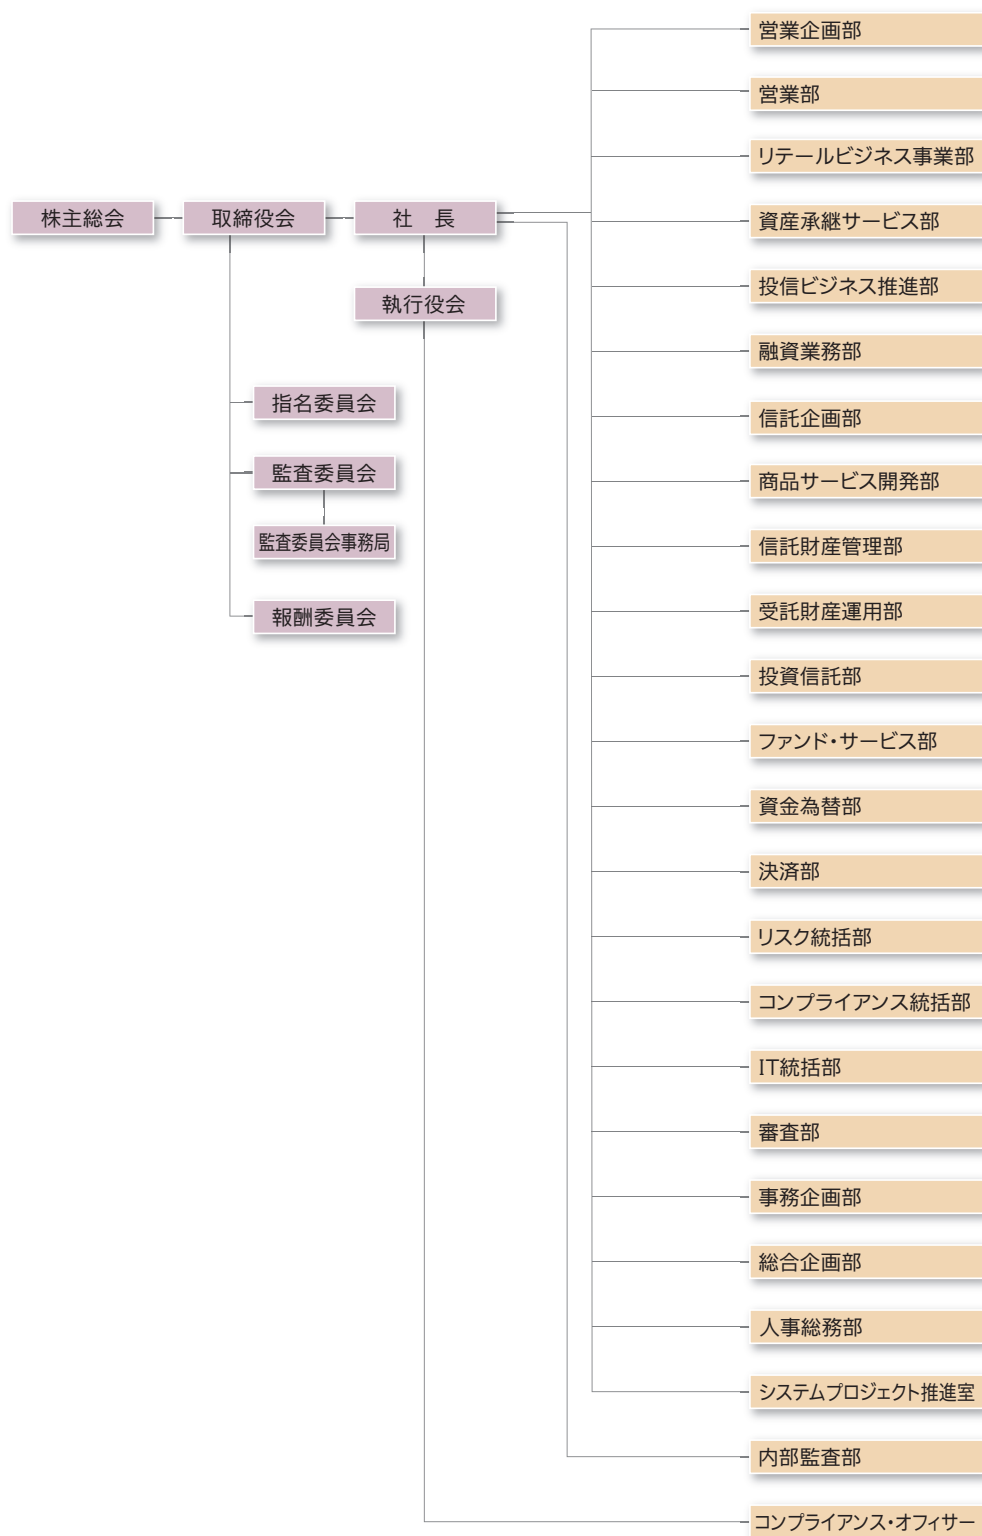 株主総会
取締役会
社　長
執行役会
指名委員会
監査委員会
監査委員会事務局
報酬委員会
営業企画部
営業部
リテールビジネス事業部
資産承継サービス部
投信ビジネス推進部
融資業務部
信託企画部
商品サービス開発部
信託財産管理部
受託財産運用部
投資信託部
ファンド・サービス部
資金為替部
決済部
リスク統括部
コンプライアンス統括部
IT統括部
審査部
事務企画部
総合企画部
人事総務部
システムプロジェクト推進室
内部監査部
コンプライアンス・オフィサー